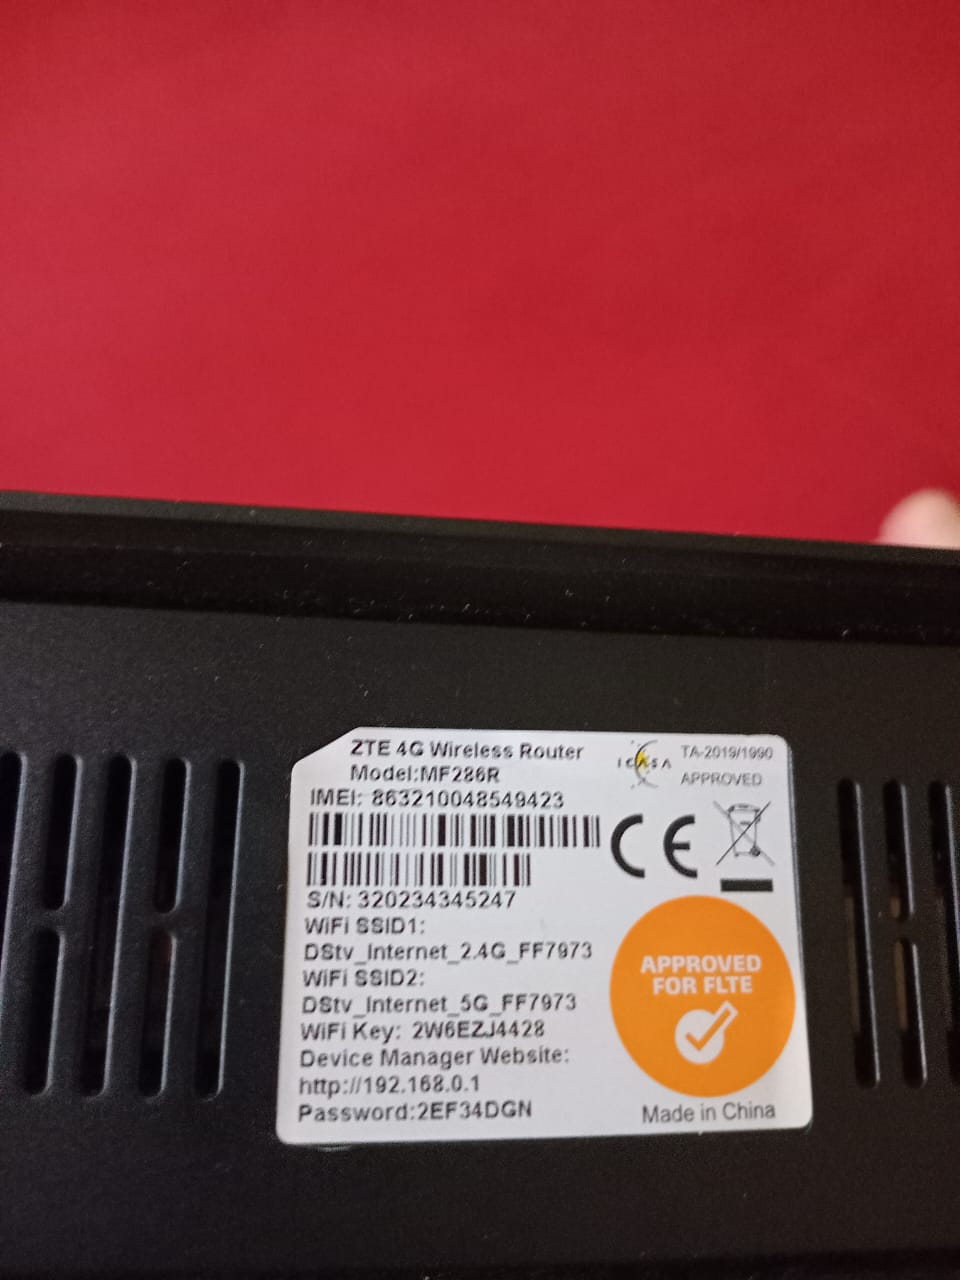 ZTE 4G Wireless Router
Model:MF286R
IMEI: 863210048549423
S/N: 320234345247
WiFi SSID1:
DStv_Internet_2.4G_FF7973
WiFi SSID2:
DStv_Internet_5G_FF7973
WiFi Key: 2W6EZJ4428
Device Manager Website:
http://192.168.0.1
Password:2EF34DGN
ICASA
TA-2019/1990
APPROVED
CE
APPROVED
FOR FLTE
Made in China